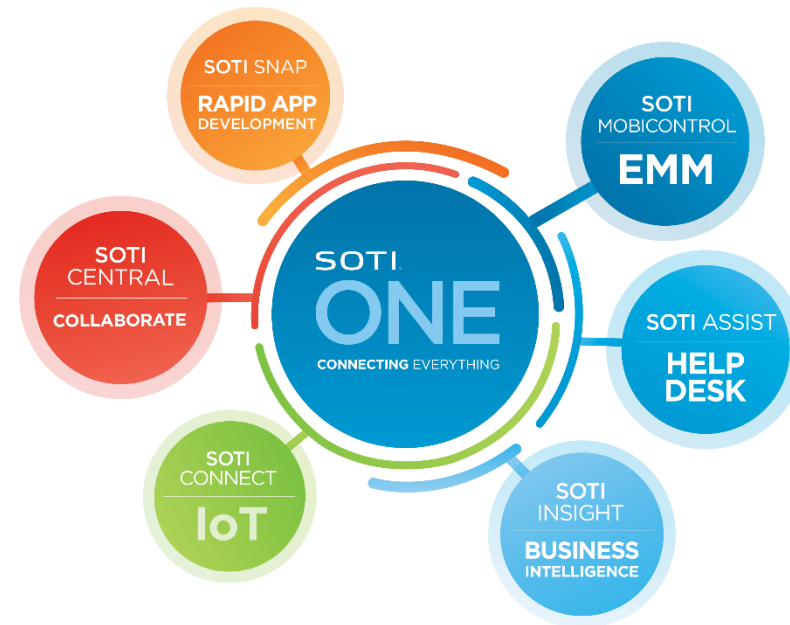 SOTI SNAP
RAPID APP
DEVELOPMENT
SOTI
MOBICONTROL
EMM
SOTI
CENTRAL
COLLABORATE
SOTI
ONE
CONNECTING EVERYTHING
SOTI ASSIST
HELP
DESK
SOTI
CONNECT
IoT
SOTI
INSIGHT
BUSINESS
INTELLIGENCE